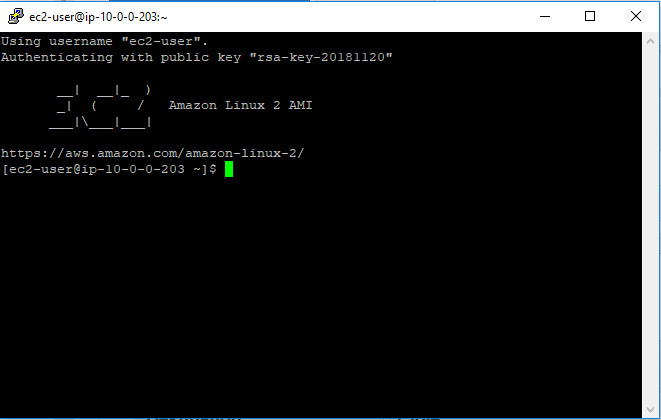 ec2-user@ip-10-0-0-203:~
Using username "ec2-user".
Authenticating with public key "rsa-key-20181120"
       __|  __|_  )
       _|  (     /   Amazon Linux 2 AMI
      ___|\___|___|
https://aws.amazon.com/amazon-linux-2/
[ec2-user@ip-10-0-0-203 ~]$